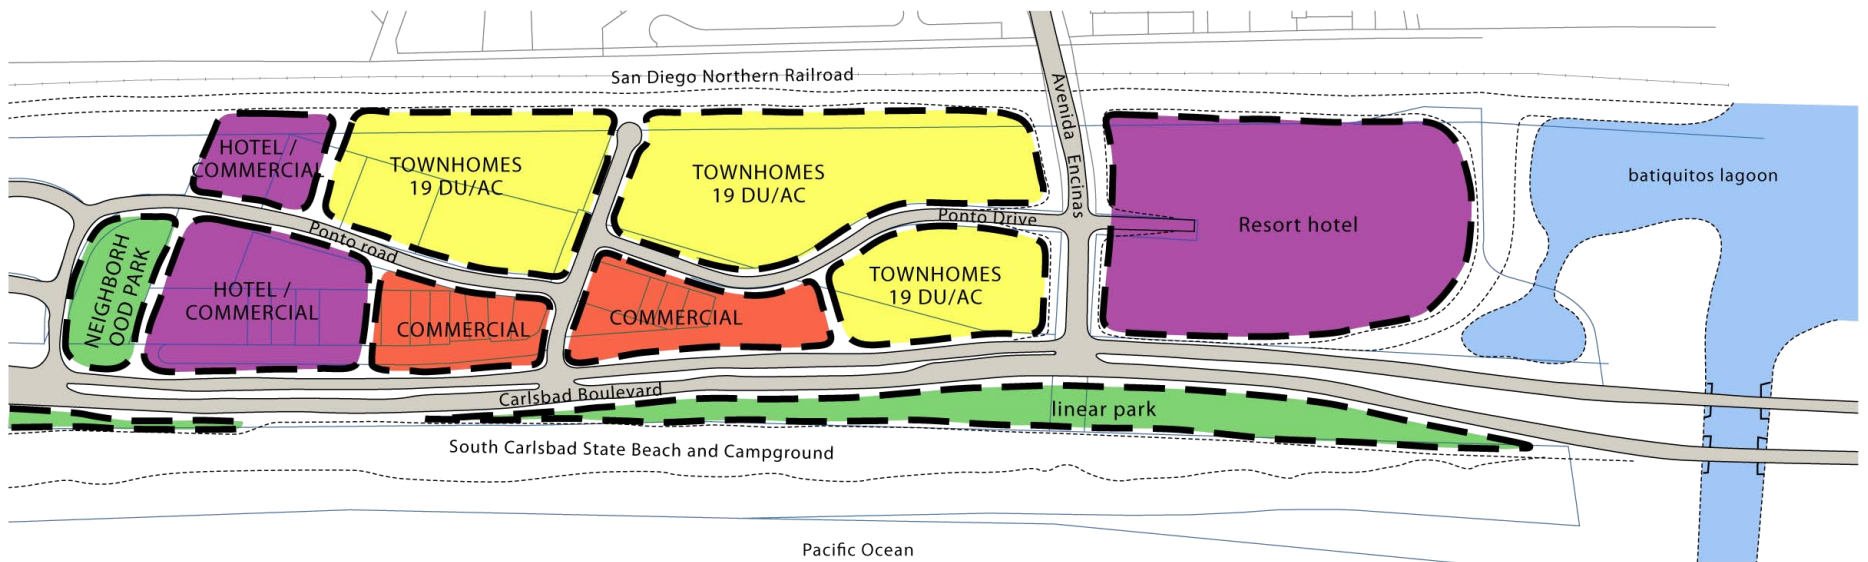 San Diego Northern Railroad
Avenida Encinas
HOTEL /
COMMERCIAL
TOWNHOMES
19 DU/AC
TOWNHOMES
19 DU/AC
batiquitos lagoon
Resort hotel
Ponto Drive
Ponto road
NEIGHBORH
OOD PARK
HOTEL /
COMMERCIAL
COMMERCIAL
COMMERCIAL
TOWNHOMES
19 DU/AC
Carlsbad Boulevard
linear park
South Carlsbad State Beach and Campground
Pacific Ocean